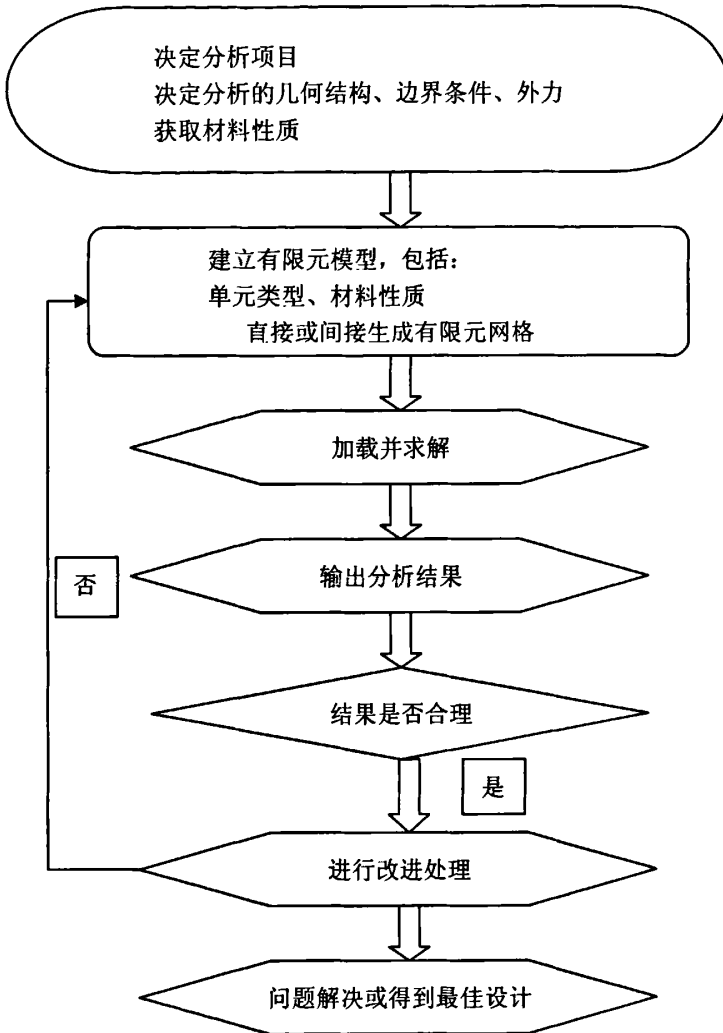 决定分析项目
决定分析的几何结构、边界条件、外力
获取材料性质
建立有限元模型，包括：
单元类型、材料性质
直接或间接生成有限元网格
加载并求解
输出分析结果
否
结果是否合理
是
进行改进处理
问题解决或得到最佳设计